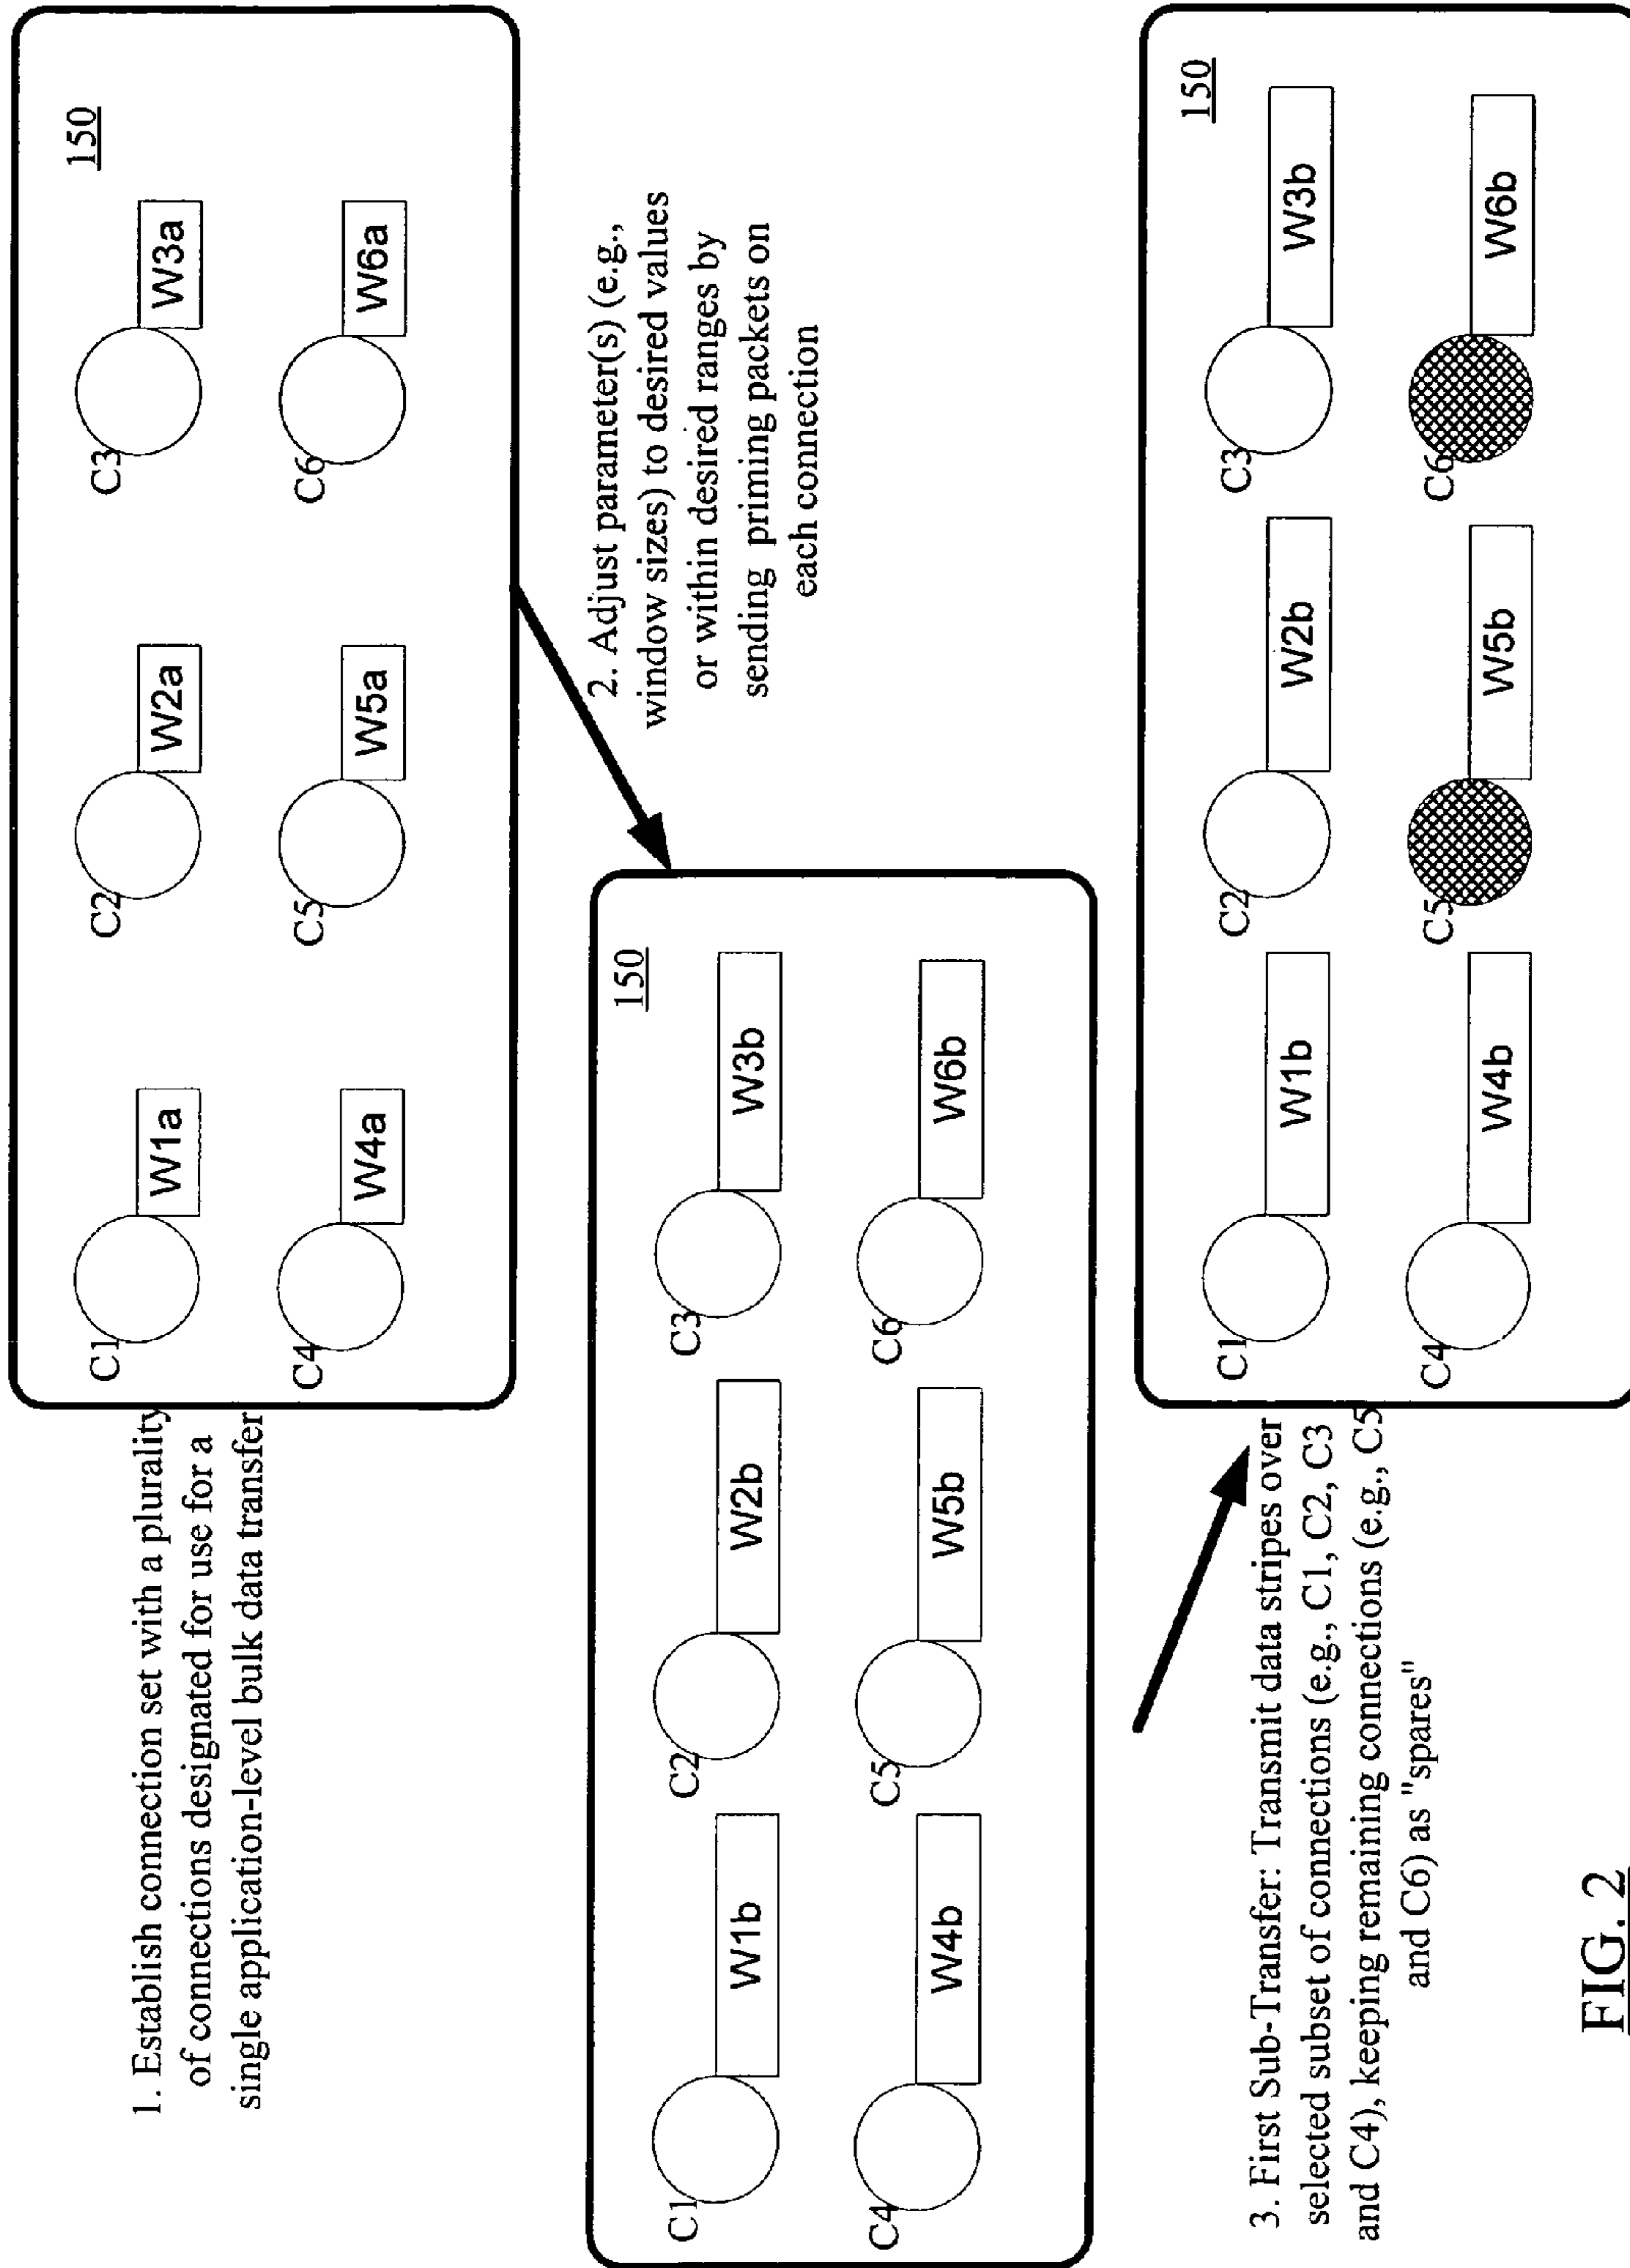 1. Establish connection set with a plurality
of connections designated for use for a
single application-level bulk data transfer
150
C1
W1a
C2
W2a
C3
W3a
C4
W4a
C5
W5a
C6
W6a
2. Adjust parameter(s) (e.g.,
window sizes) to desired values
or within desired ranges by
sending priming packets on
each connection
150
C1
W1b
C2
W2b
C3
W3b
C4
W4b
C5
W5b
C6
W6b
3. First Sub-Transfer: Transmit data stripes over
selected subset of connections (e.g., C1, C2, C3
and C4), keeping remaining connections (e.g., C5
and C6) as "spares"
150
C1
W1b
C2
W2b
C3
W3b
C4
W4b
C5
W5b
C6
W6b
FIG. 2